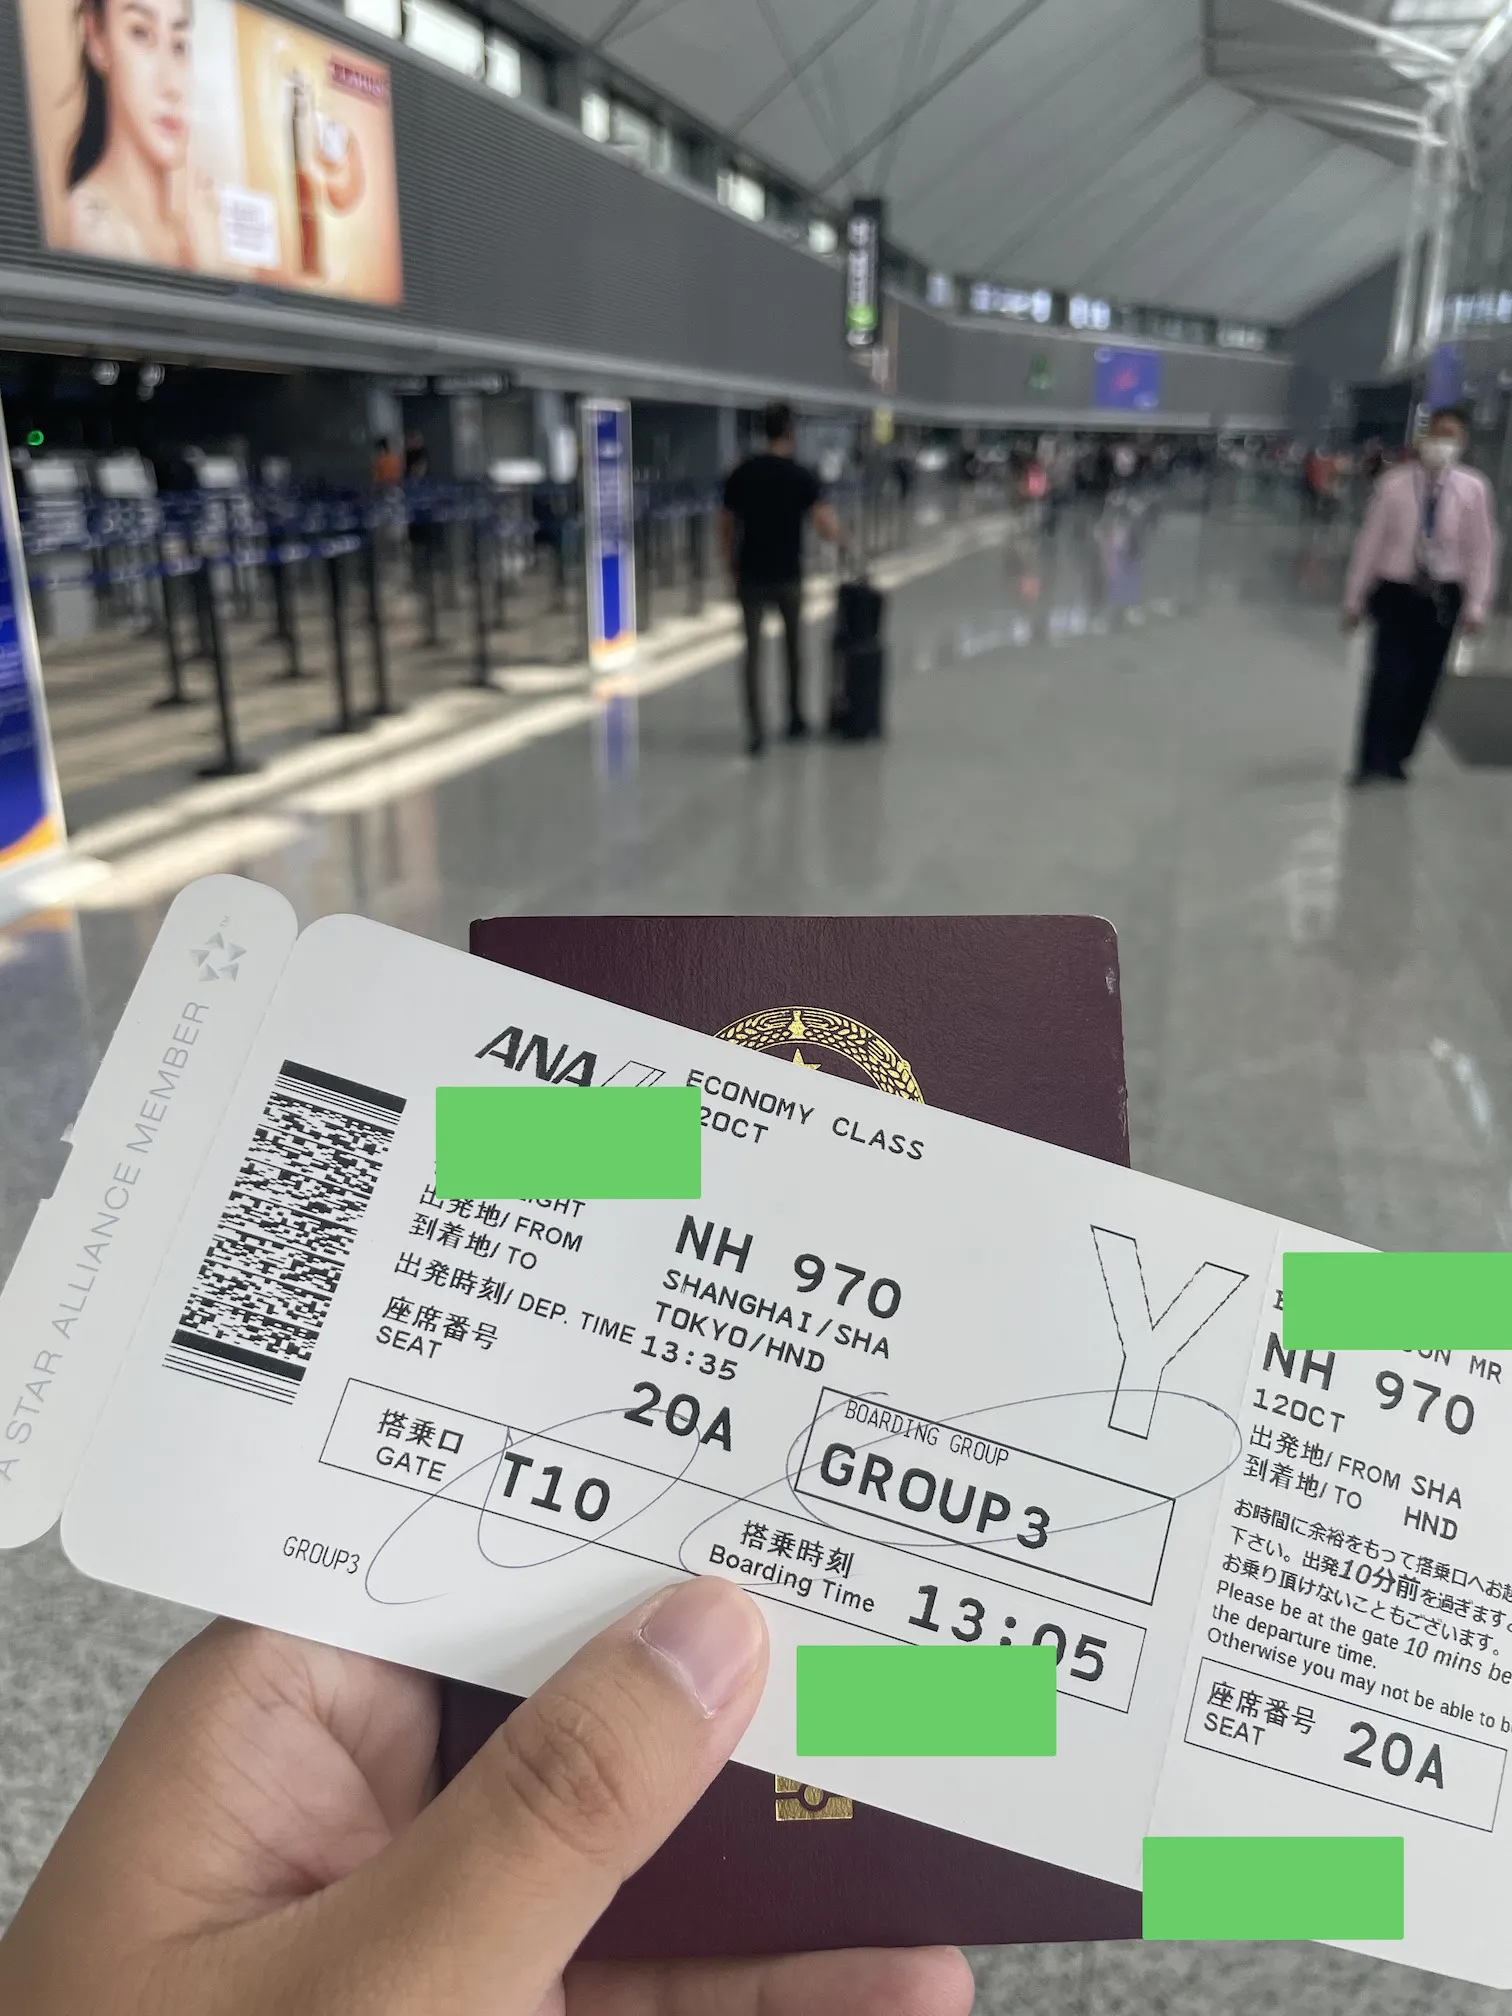 A STAR ALLIANCE MEMBER
ANA
ECONOMY CLASS
出発地/ FROM
到着地/ TO
出発時刻/ DEP. TIME 13:35
座席番号
SEAT
NH 970
SHANGHAI/SHA
TOKYO/HND
20A
搭乗口
GATE
T10
BOARDING GROUP
GROUP3
搭乗時刻
Boarding Time
13:05
GROUP3
Y
MR
NH 970
12OCT
出発地/ FROM SHA
到着地/ TO HND
お時間に余裕をもって搭乗口へお
下さい。出発10分前を過ぎますと
お乗り頂けないこともございます。
Please be at the gate 10 mins
the departure time.
Otherwise you may not be able to
座席番号
SEAT
20A